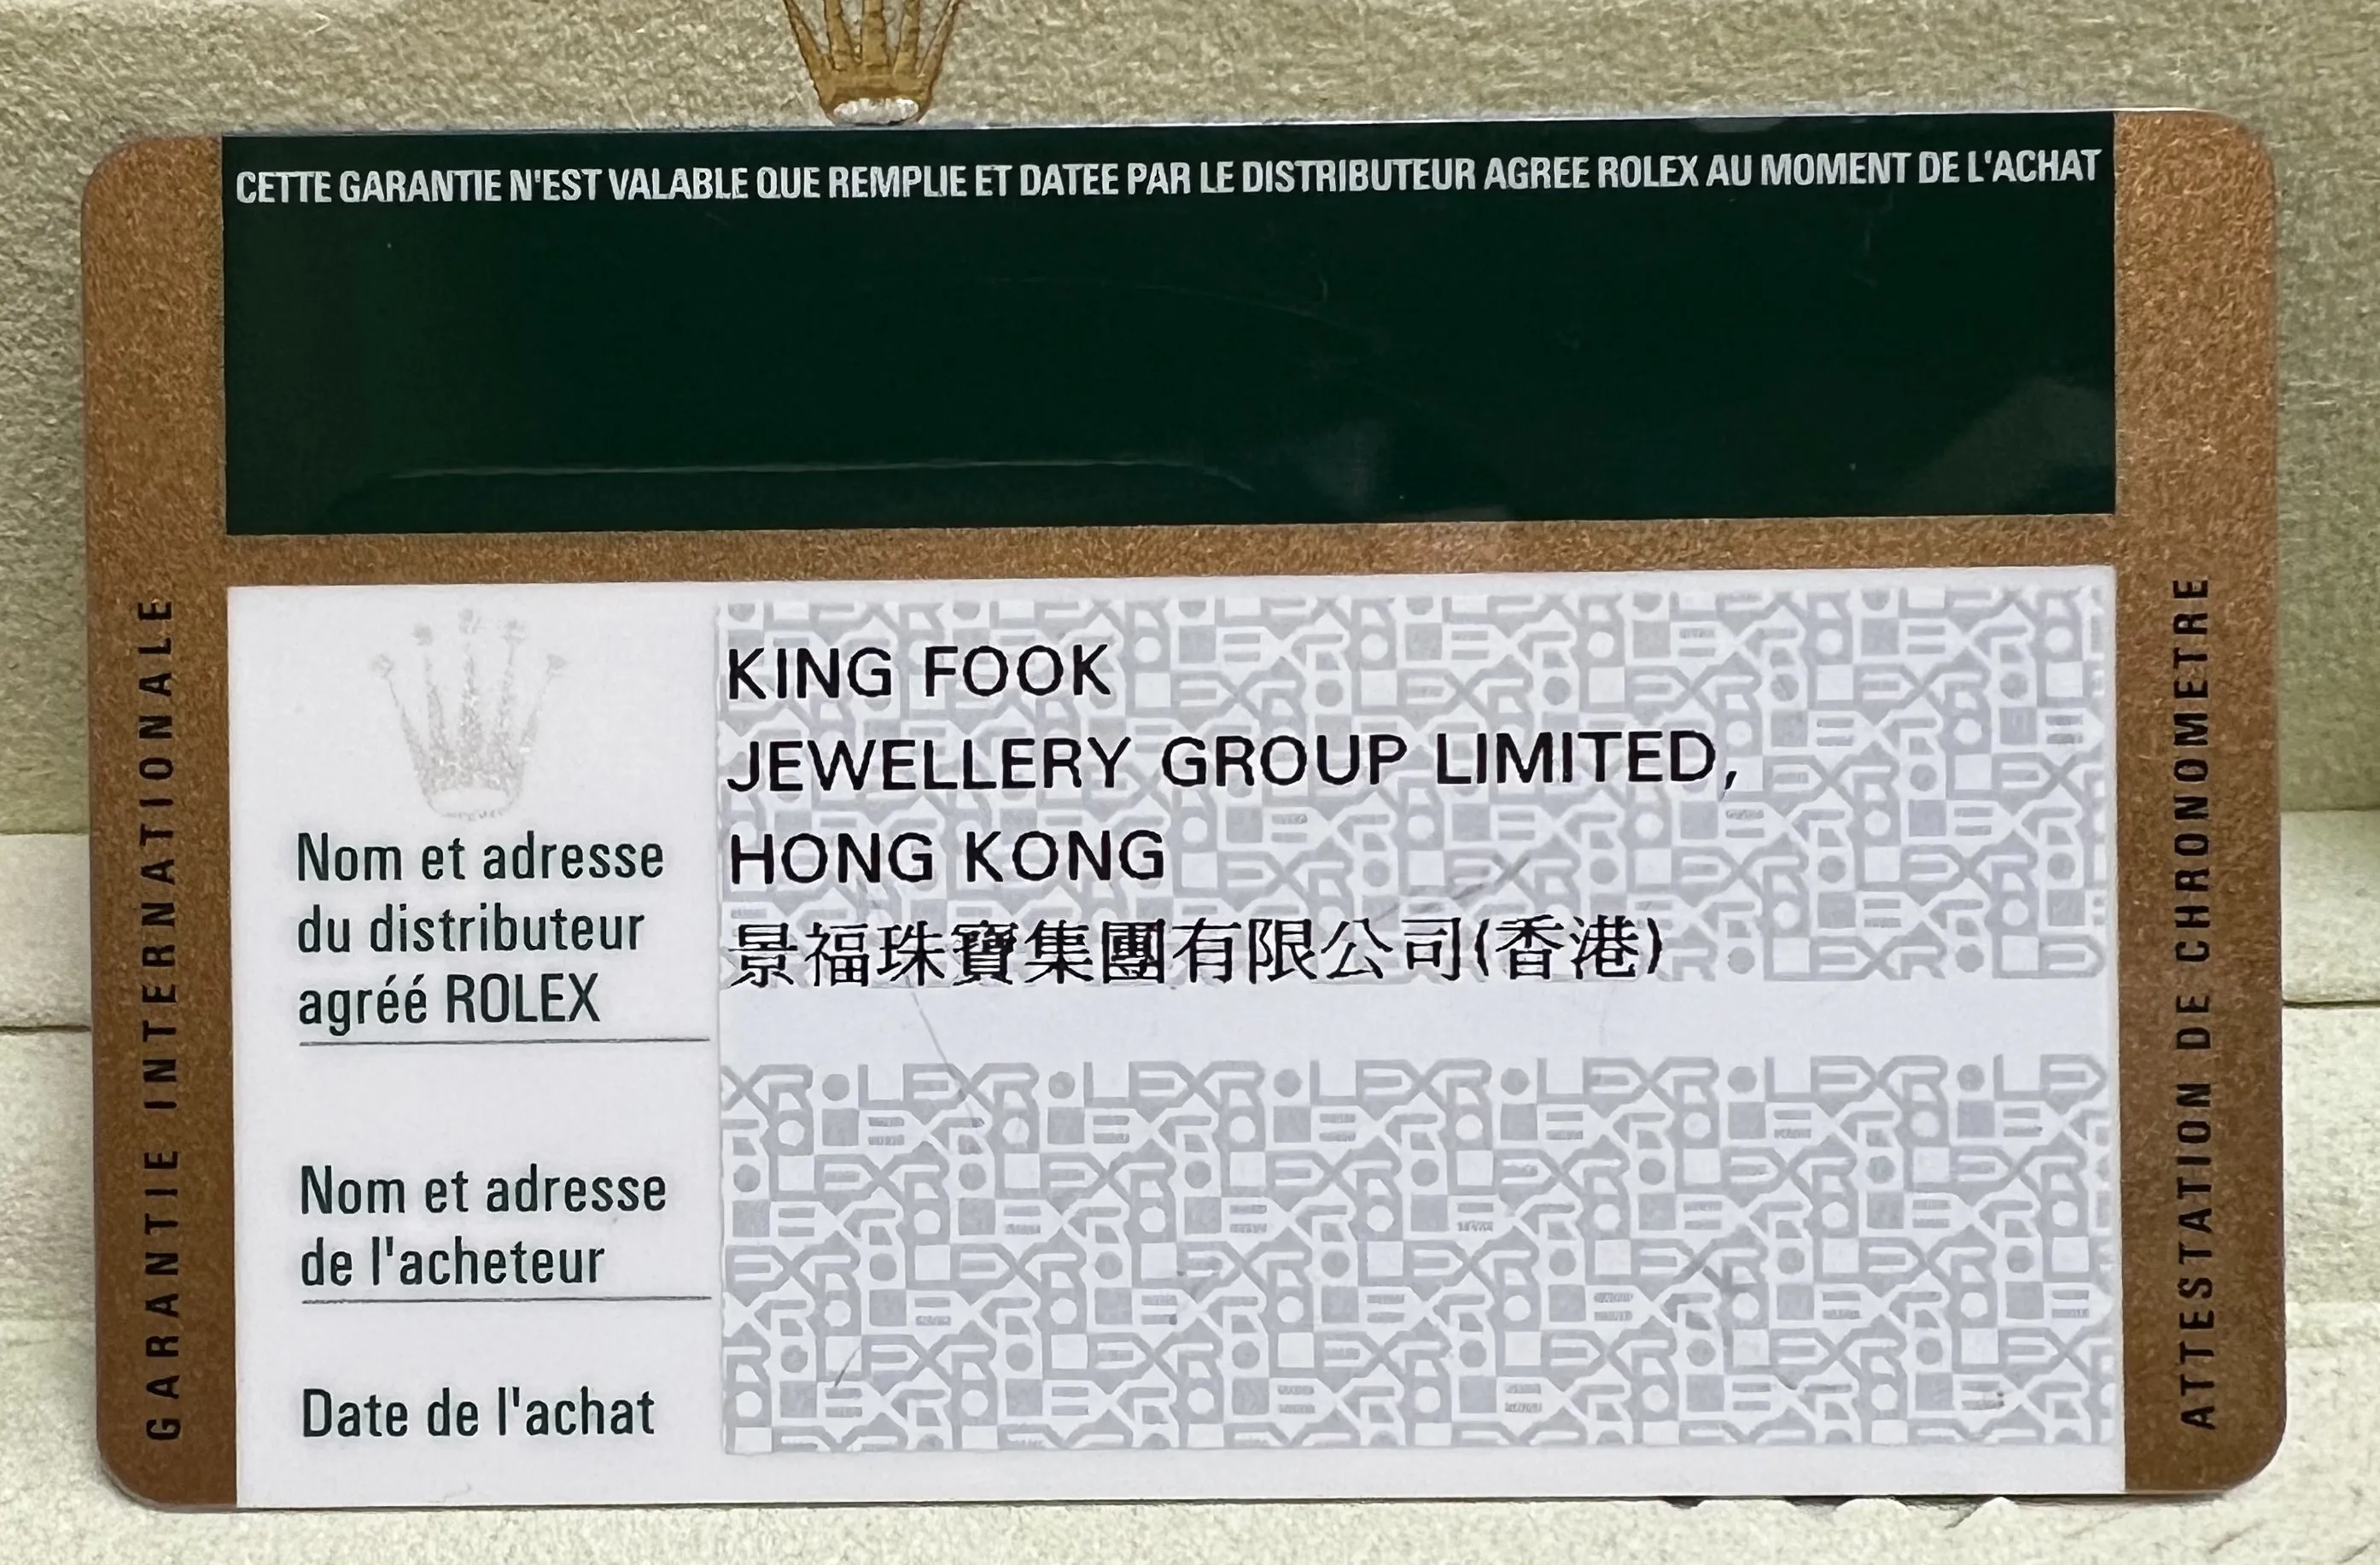 CETTE GARANTIE N'EST VALABLE QUE REMPLIE ET DATEE PAR LE DISTRIBUTEUR AGREE ROLEX AU MOMENT DE L'ACHAT
GARANTIE INTERNATIONALE
Nom et adresse
du distributeur
agréé ROLEX
KING FOOK
JEWELLERY GROUP LIMITED,
HONG KONG
景福珠寶集團有限公司(香港)
Nom et adresse
de l'acheteur
Date de l'achat
ATTESTATION DE CHRONOMETRE